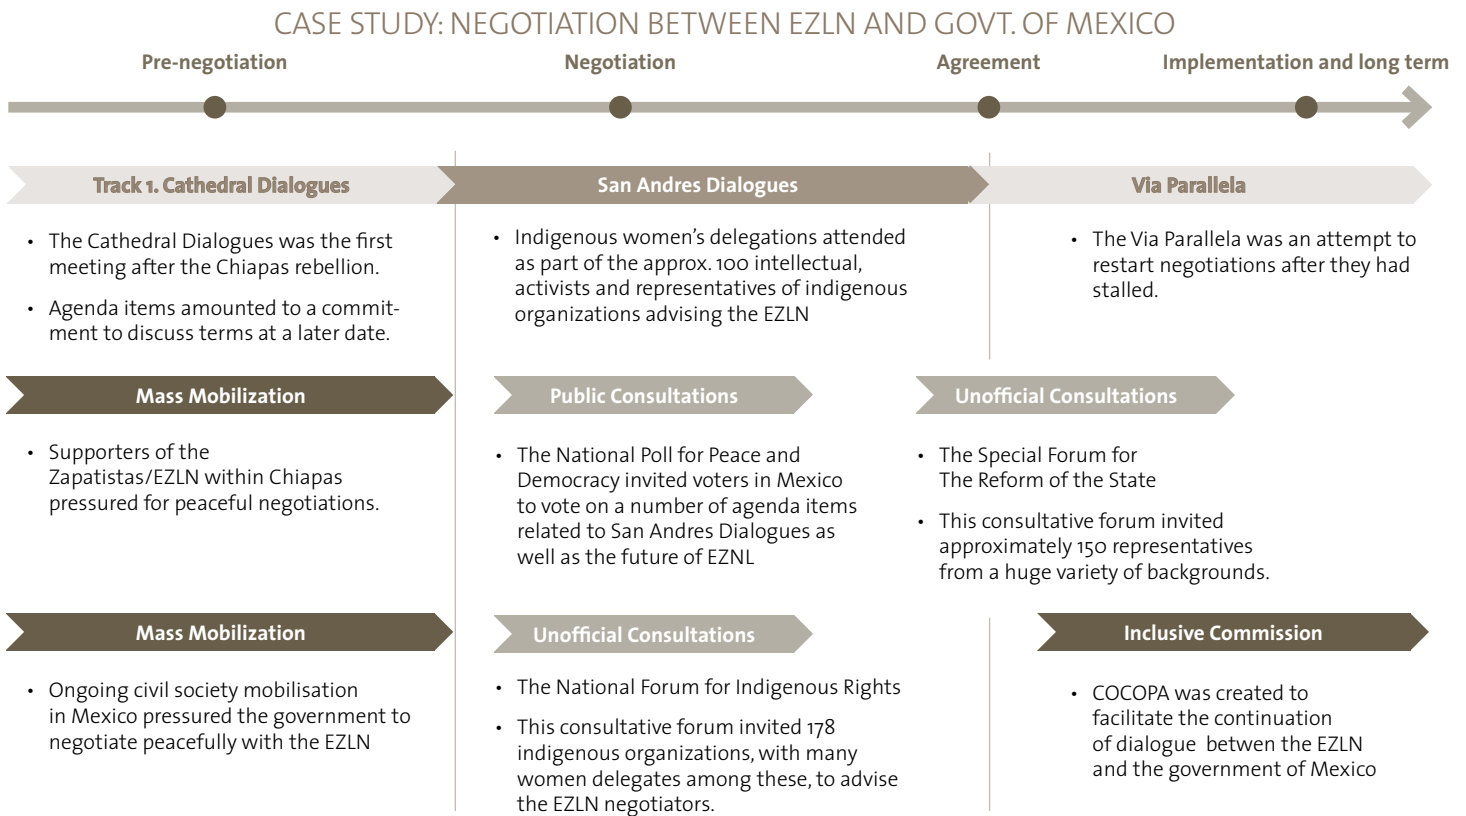 CASE STUDY: NEGOTIATION BETWEEN EZLN AND GOVT. OF MEXICO
Pre-negotiation
Negotiation
Agreement
Implementation and long term
Track 1. Cathedral Dialogues
San Andres Dialogues
Via Parallela
• The Cathedral Dialogues was the first
meeting after the Chiapas rebellion.
• Agenda items amounted to a commit-
ment to discuss terms at a later date.
• Indigenous women's delegations attended
as part of the approx. 100 intellectual,
activists and representatives of indigenous
organizations advising the EZLN
• The Via Parallela was an attempt to
restart negotiations after they had
stalled.
Mass Mobilization
Public Consultations
Unofficial Consultations
• Supporters of the
Zapatistas/EZLN within Chiapas
pressured for peaceful negotiations.
• The National Poll for Peace and
Democracy invited voters in Mexico
to vote on a number of agenda items
related to San Andres Dialogues as
well as the future of EZNL
• The Special Forum for
The Reform of the State
• This consultative forum invited
approximately 150 representatives
from a huge variety of backgrounds.
Mass Mobilization
Unofficial Consultations
Inclusive Commission
• Ongoing civil society mobilisation
in Mexico pressured the government to
negotiate peacefully with the EZLN
• The National Forum for Indigenous Rights
• This consultative forum invited 178
indigenous organizations, with many
women delegates among these, to advise
the EZLN negotiators.
• COCOPA was created to
facilitate the continuation
of dialogue betwen the EZLN
and the government of Mexico